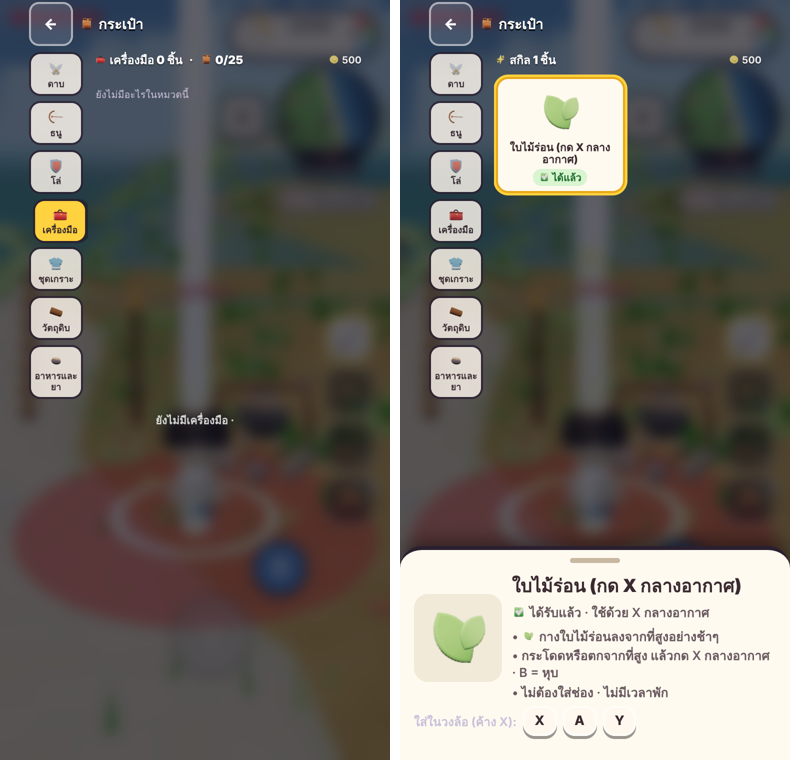 กระเป๋า
เครื่องมือ 0 ชิ้น · 0/25
500
ยังไม่มีอะไรในหมวดนี้
ดาบ
ธนู
โล่
เครื่องมือ
ชุดเกราะ
วัตถุดิบ
อาหารและ
ยา
ยังไม่มีเครื่องมือ ·
กระเป๋า
สกิล 1 ชิ้น
500
ดาบ
ธนู
โล่
เครื่องมือ
ชุดเกราะ
วัตถุดิบ
อาหารและ
ยา
ใบไม้ร่อน (กด X กลาง
อากาศ)
ได้แล้ว
ใบไม้ร่อน (กด X กลางอากาศ)
ได้รับแล้ว · ใช้ด้วย X กลางอากาศ
• กางใบไม้ร่อนลงจากที่สูงอย่างช้าๆ
• กระโดดหรือตกจากที่สูง แล้วกด X กลางอากาศ
· B = หุบ
• ไม่ต้องใส่ช่อง · ไม่มีเวลาพัก
ใส่ในวงล้อ (ค้าง X): X A Y